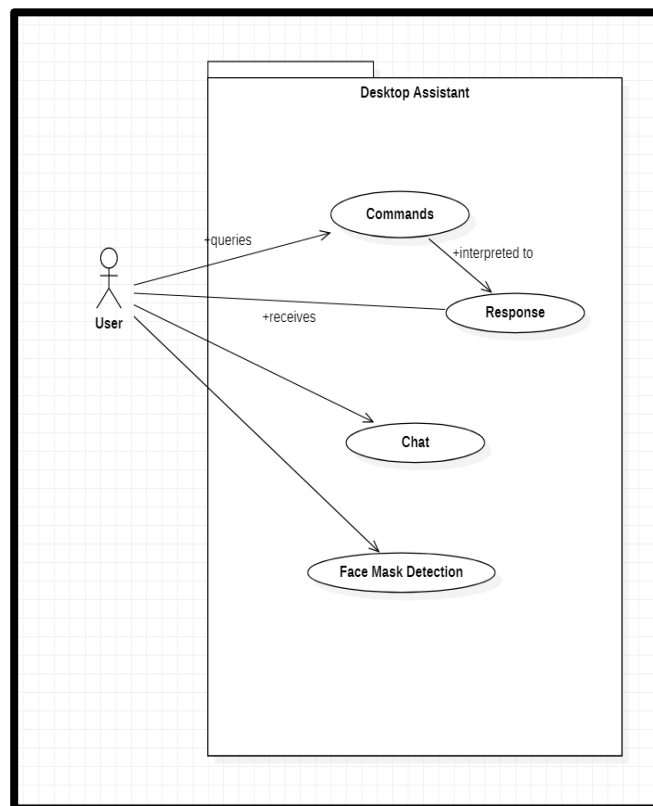 Desktop Assistant
Commands
+queries
+interpreted to
Response
+receives
User
Chat
Face Mask Detection